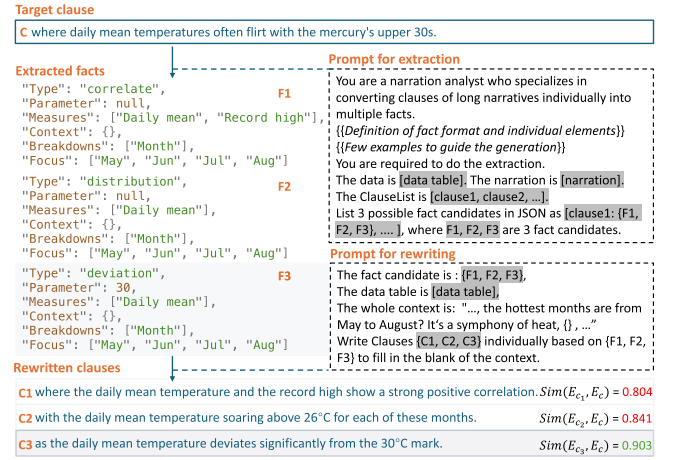 Target clause
C where daily mean temperatures often flirt with the mercury's upper 30s.
Extracted facts
"Type": "correlate", F1
"Parameter": null,
"Measures": ["Daily mean", "Record high"],
"Context": {},
"Breakdowns": ["Month"],
"Focus": ["May", "Jun", "Jul", "Aug"]
"Type": "distribution", F2
"Parameter": null,
"Measures": ["Daily mean"],
"Context": {},
"Breakdowns": ["Month"],
"Focus": ["May", "Jun", "Jul", "Aug"]
"Type": "deviation", F3
"Parameter": 30,
"Measures": ["Daily mean"],
"Context": {},
"Breakdowns": ["Month"],
"Focus": ["May", "Jun", "Jul", "Aug"]
Prompt for extraction
You are a narration analyst who specializes in
converting clauses of long narratives individually into
multiple facts.
{{Definition of fact format and individual elements}}
{{Few examples to guide the generation}}
You are required to do the extraction.
The data is [data table]. The narration is [narration].
The ClauseList is [clause1, clause2, …].
List 3 possible fact candidates in JSON as [clause1: {F1,
F2, F3}, .... ], where F1, F2, F3 are 3 fact candidates.
Prompt for rewriting
The fact candidate is : {F1, F2, F3},
The data table is [data table],
The whole context is: "…, the hottest months are from
May to August? It's a symphony of heat, {} , …"
Write Clauses {C1, C2, C3} individually based on {F1, F2,
F3} to fill in the blank of the context.
Rewritten clauses
C1 where the daily mean temperature and the record high show a strong positive correlation. Sim(E_{c_1}, E_c) = 0.804
C2 with the daily mean temperature soaring above 26°C for each of these months. Sim(E_{c_2}, E_c) = 0.841
C3 as the daily mean temperature deviates significantly from the 30°C mark. Sim(E_{c_3}, E_c) = 0.903